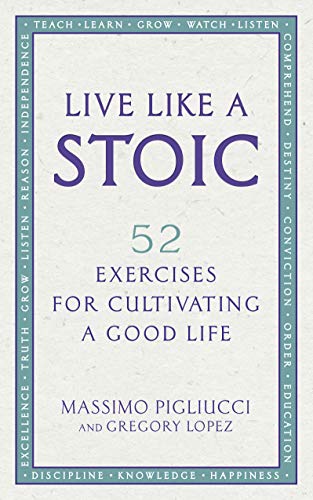 TEACH • LEARN • GROW • WATCH • LISTEN •
COMPREHEND • DESTINY • CONVICTION • ORDER • EDUCATION
LIVE LIKE A
STOIC
52
EXERCISES
FOR CULTIVATING
A GOOD LIFE
MASSIMO PIGLIUCCI
AND GREGORY LOPEZ
• DISCIPLINE • KNOWLEDGE • HAPPINESS •
EXCELLENCE • TRUTH • GROW • LISTEN • REASON • INDEPENDENCE